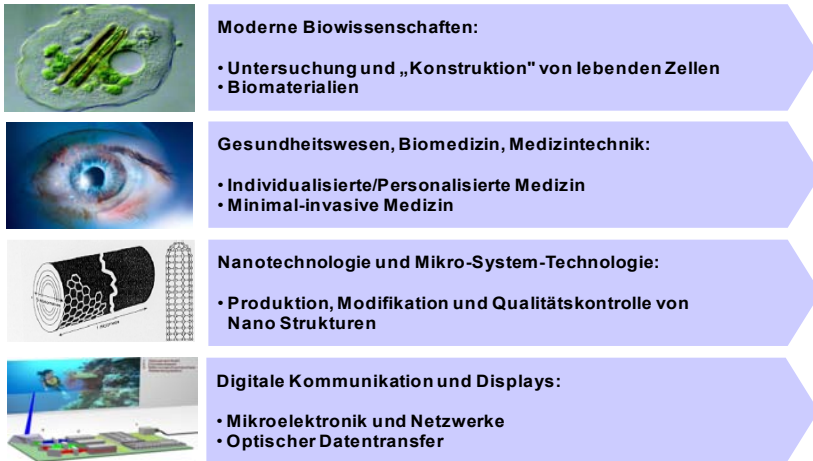 Moderne Biowissenschaften:
• Untersuchung und „Konstruktion" von lebenden Zellen
• Biomaterialien
Gesundheitswesen, Biomedizin, Medizintechnik:
• Individualisierte/Personalisierte Medizin
• Minimal-invasive Medizin
Nanotechnologie und Mikro-System-Technologie:
• Produktion, Modifikation und Qualitätskontrolle von
Nano Strukturen
Digitale Kommunikation und Displays:
• Mikroelektronik und Netzwerke
• Optischer Datentransfer